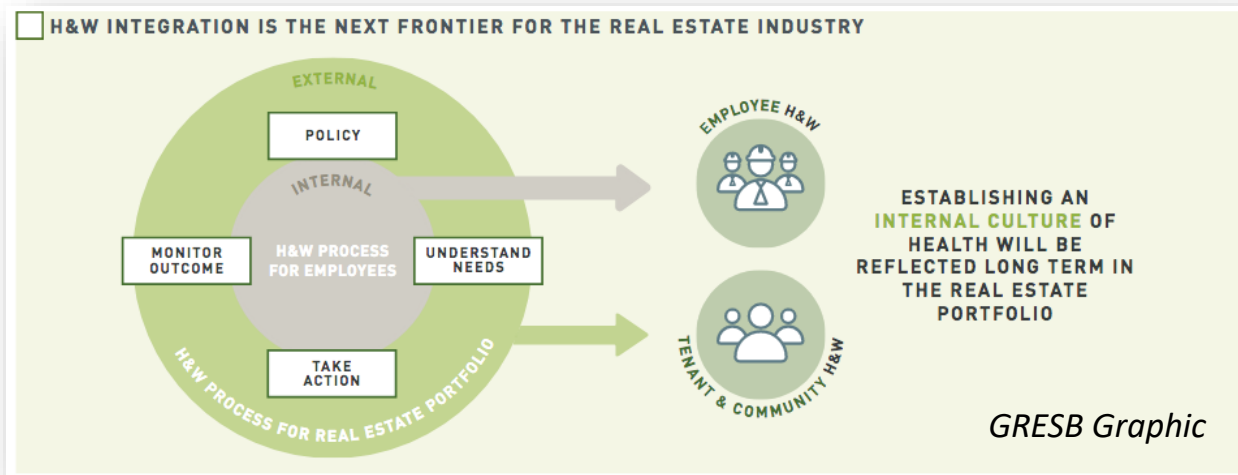 H&W INTEGRATION IS THE NEXT FRONTIER FOR THE REAL ESTATE INDUSTRY
EXTERNAL
POLICY
INTERNAL
MONITOR
OUTCOME
H&W PROCESS
FOR EMPLOYEES
UNDERSTAND
NEEDS
TAKE
ACTION
H&W PROCESS FOR REAL ESTATE PORTFOLIO
EMPLOYEE H&W
TENANT & COMMUNITY H&W
ESTABLISHING AN
INTERNAL CULTURE OF
HEALTH WILL BE
REFLECTED LONG TERM IN
THE REAL ESTATE
PORTFOLIO
GRESB Graphic